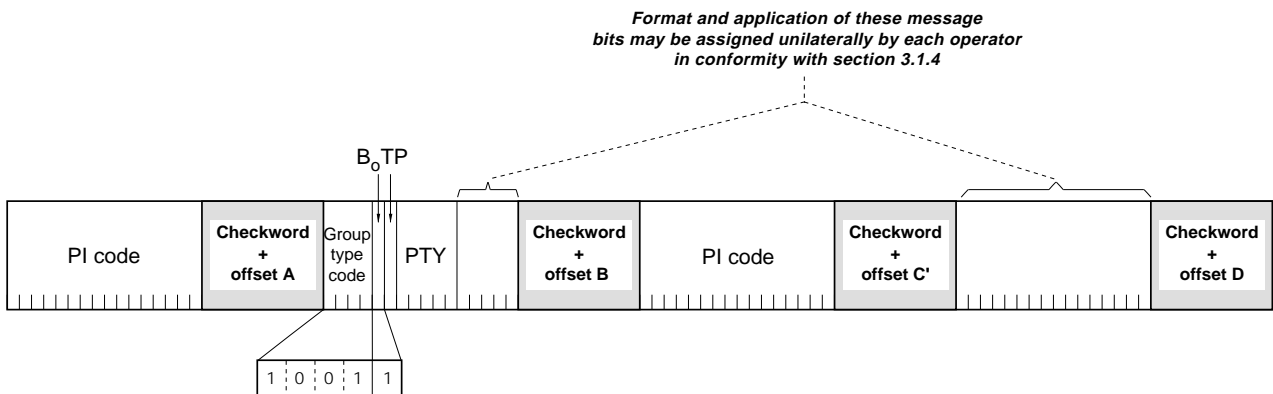 Format and application of these message
bits may be assigned unilaterally by each operator
in conformity with section 3.1.4
BoTP
PI code
Checkword
+
offset A
Group
type
code
PTY
Checkword
+
offset B
PI code
Checkword
+
offset C'
Checkword
+
offset D
1 0 0 1 1